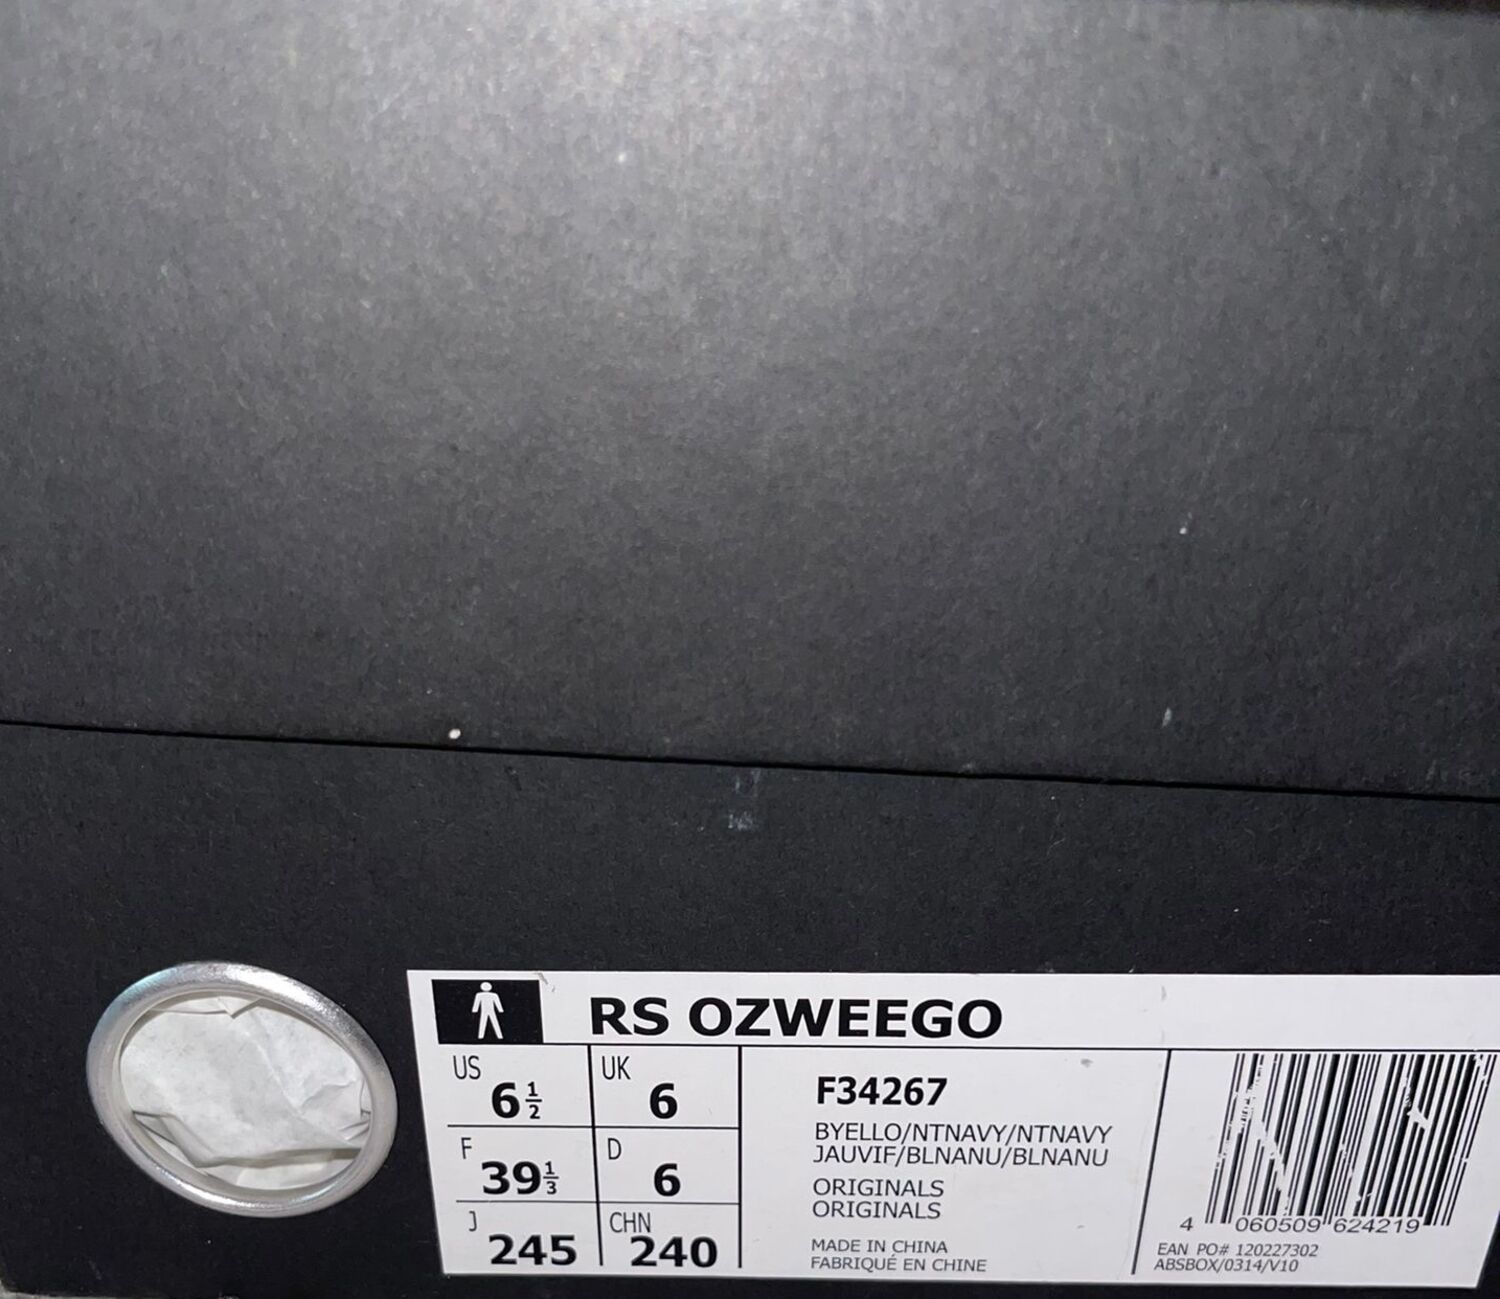 RS OZWEEGO
US 6 1/2 UK 6
F 39 1/3 D 6
J 245 CHN 240
F34267
BYELLO/NTNAVY/NTNAVY
JAUVIF/BLNANU/BLNANU
ORIGINALS
ORIGINALS
MADE IN CHINA
FABRIQUÉ EN CHINE
4 060509 624219
EAN PO# 120227302
ABSBOX/0314/V10